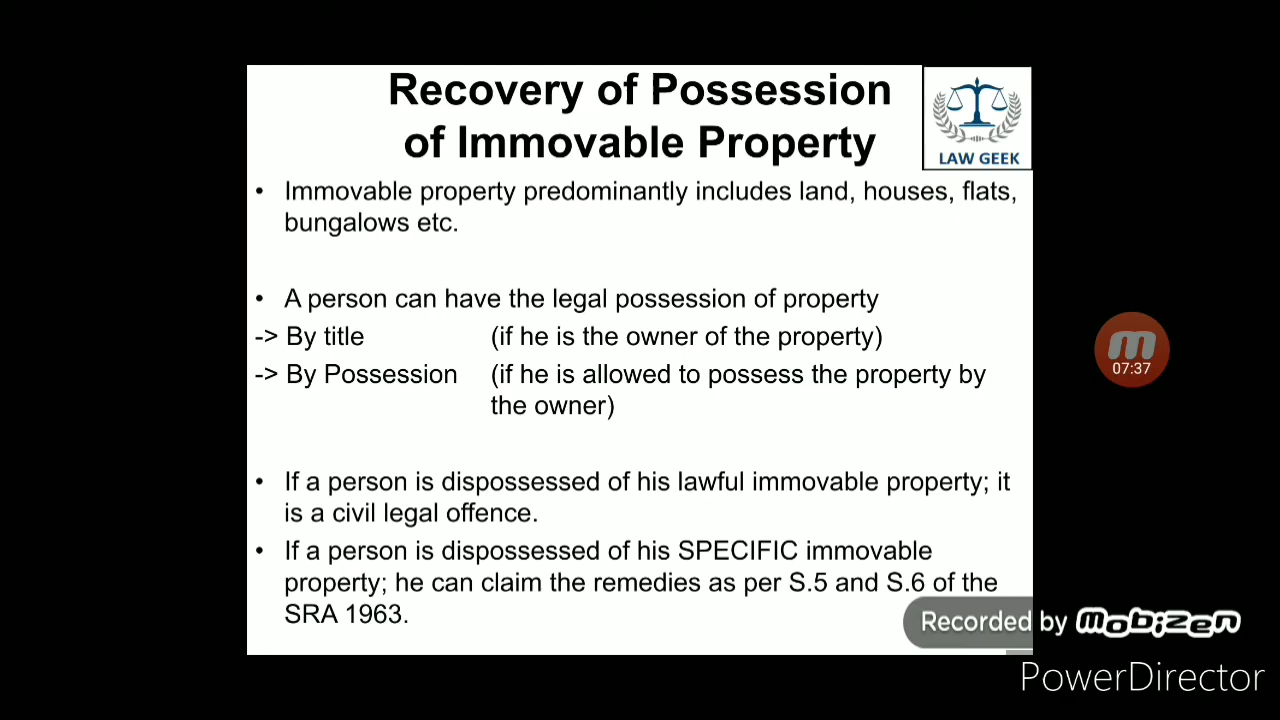 Recovery of Possession
of Immovable Property
LAW GEEK
• Immovable property predominantly includes land, houses, flats,
bungalows etc.
• A person can have the legal possession of property
-> By title (if he is the owner of the property)
-> By Possession (if he is allowed to possess the property by
the owner)
• If a person is dispossessed of his lawful immovable property; it
is a civil legal offence.
• If a person is dispossessed of his SPECIFIC immovable
property; he can claim the remedies as per S.5 and S.6 of the
SRA 1963.
07:37
Recorded by mobizen
PowerDirector